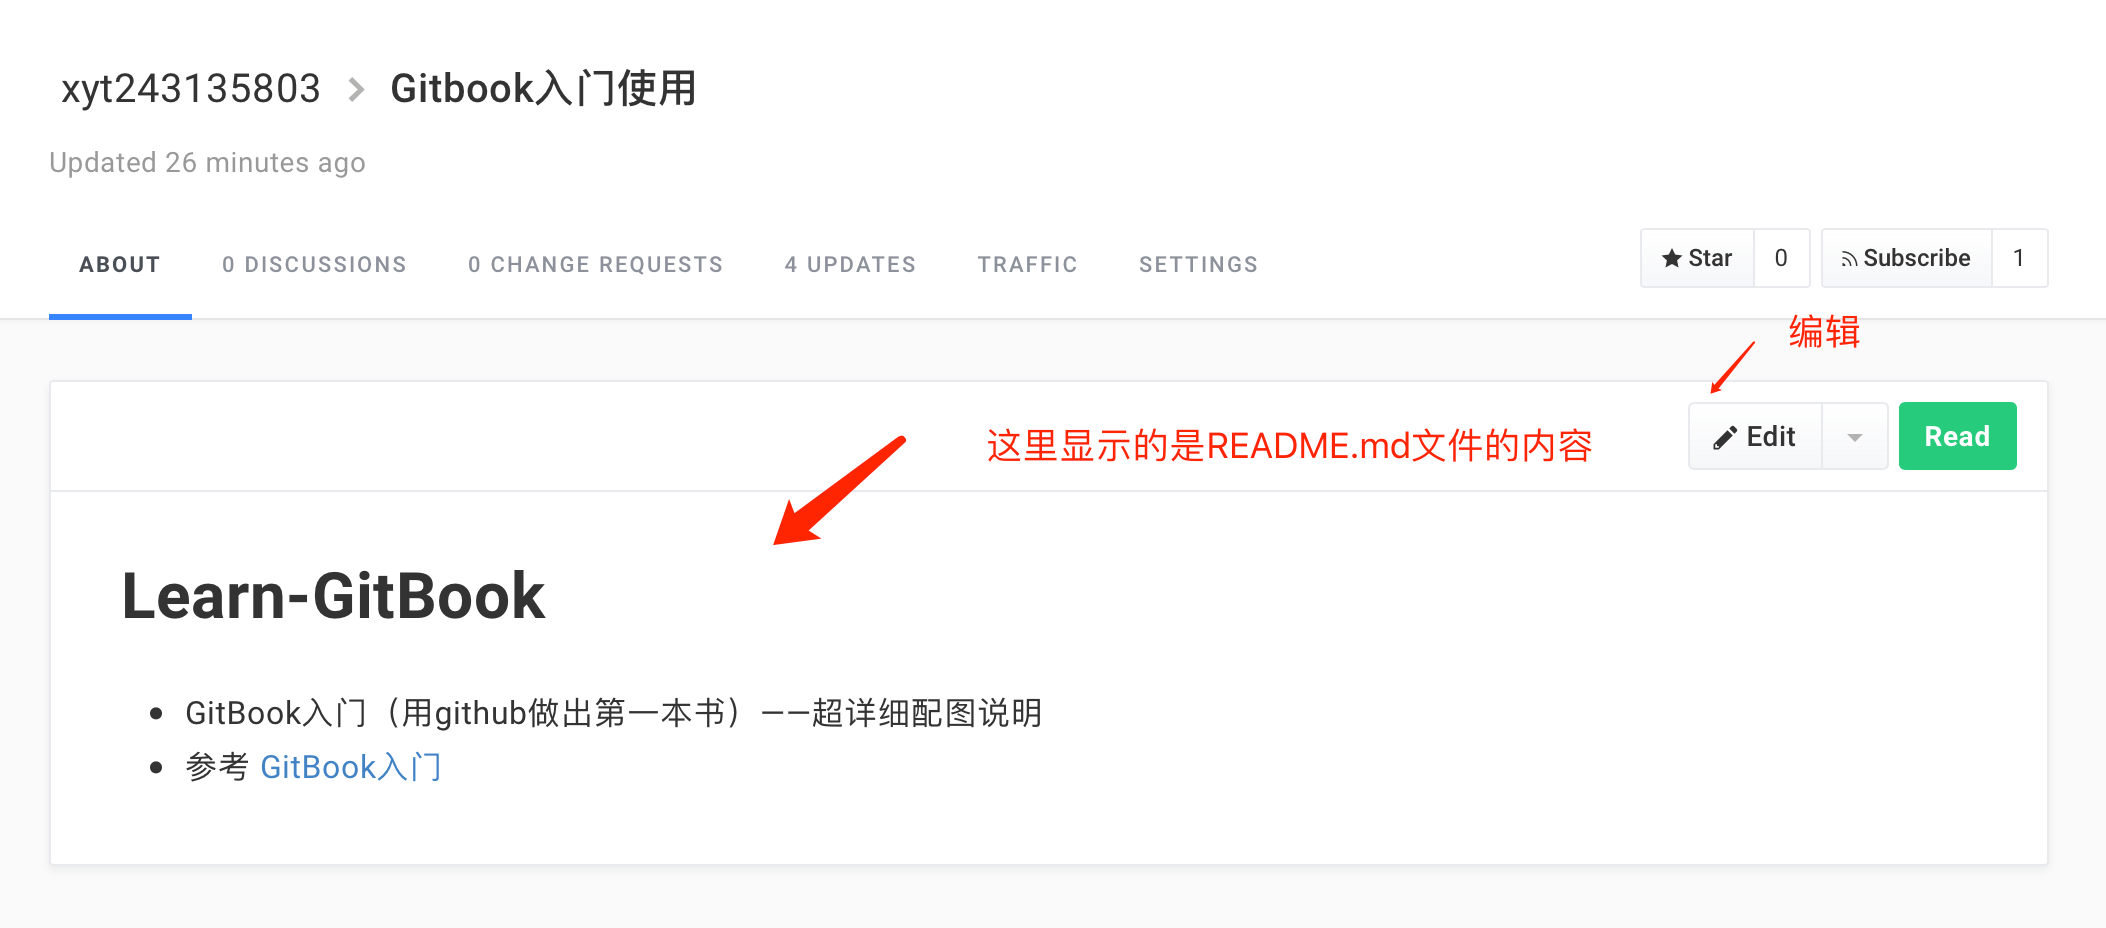 xyt243135803 > Gitbook入门使用
Updated 26 minutes ago
ABOUT 0 DISCUSSIONS 0 CHANGE REQUESTS 4 UPDATES TRAFFIC SETTINGS Star 0 Subscribe 1
编辑
这里显示的是README.md文件的内容 Edit Read
Learn-GitBook
• GitBook入门（用github做出第一本书）——超详细配图说明
• 参考 GitBook入门